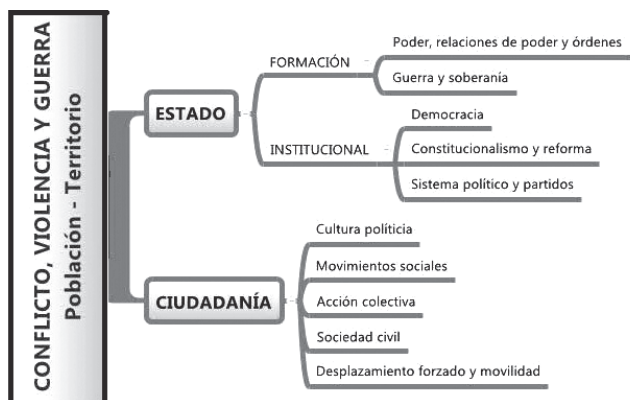 CONFLICTO, VIOLENCIA Y GUERRA
Población - Territorio
ESTADO
FORMACIÓN
Poder, relaciones de poder y órdenes
Guerra y soberanía
INSTITUCIONAL
Democracia
Constitucionalismo y reforma
Sistema político y partidos
CIUDADANÍA
Cultura políticia
Movimientos sociales
Acción colectiva
Sociedad civil
Desplazamiento forzado y movilidad